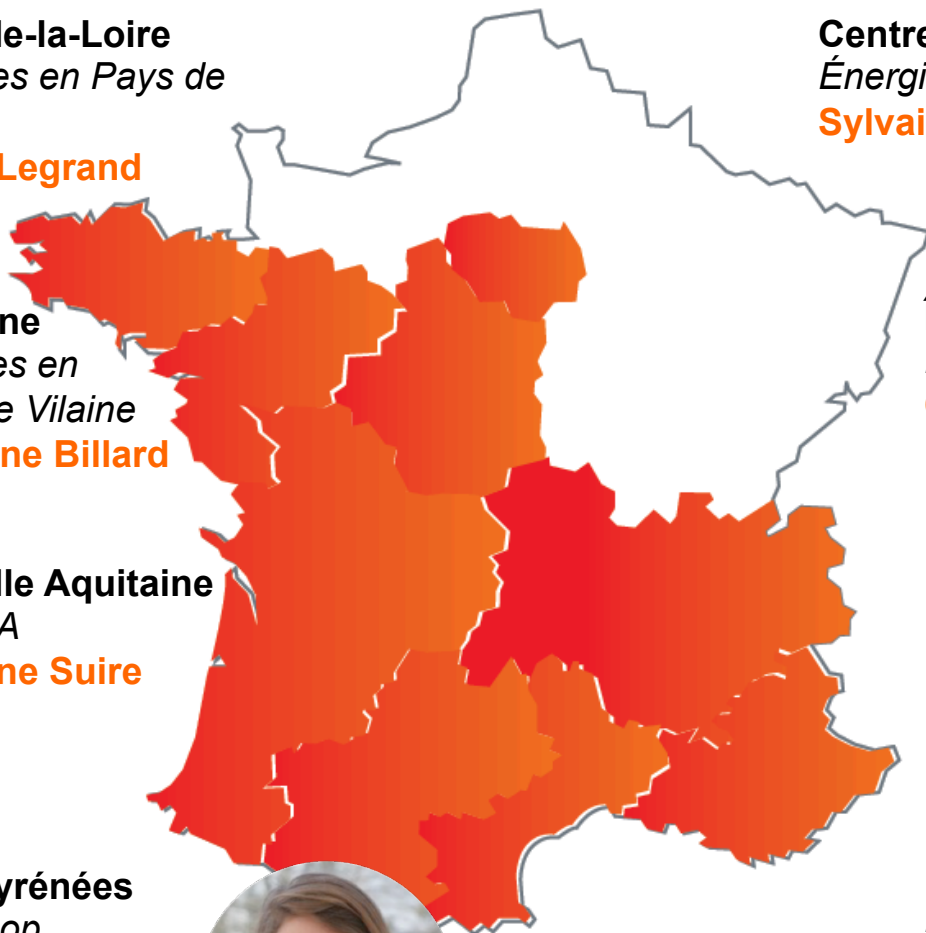 de-la-Loire
es en Pays de
Legrand
Centre
Énergi
Sylvai
ne
es en
e Vilaine
ne Billard
lle Aquitaine
A
ne Suire
yrénées
on